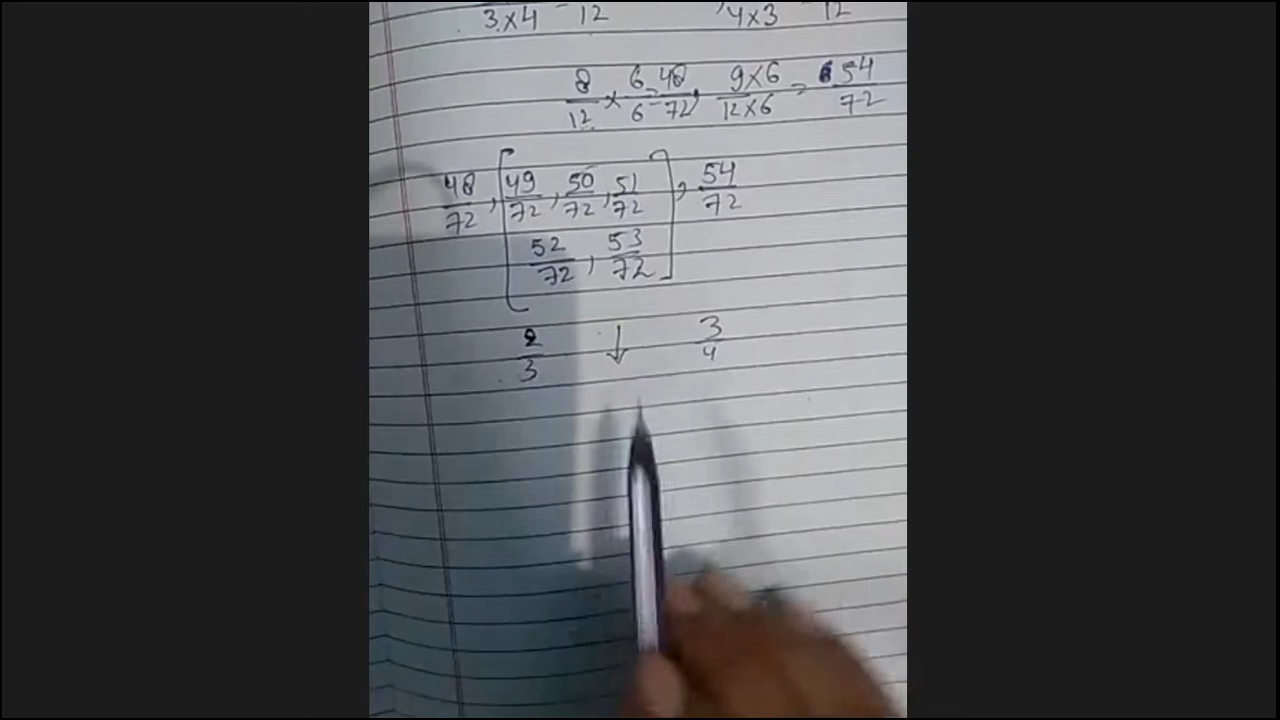 3×4 = 12 , 4×3 = 12
8/12 × 6/6 = 48/72, 9×6/12×6 = 54/72
48/72, [49/72, 50/72, 51/72], 54/72
52/72, 53/72
2/3 ↓ 3/4